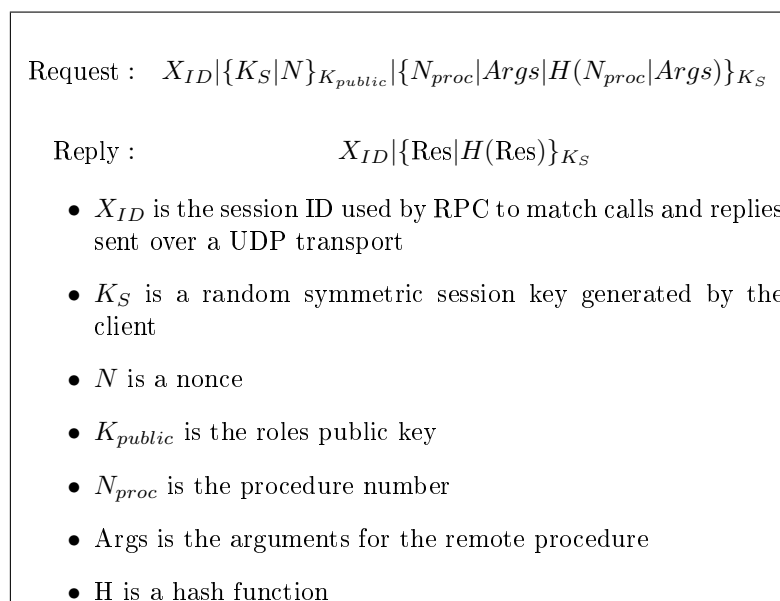 Request : X_{ID}|{K_S|N}_{K_{public}}|{N_{proc}|Args|H(N_{proc}|Args)}_{K_S}
Reply : X_{ID}|{Res|H(Res)}_{K_S}
• X_{ID} is the session ID used by RPC to match calls and replies
sent over a UDP transport
• K_S is a random symmetric session key generated by the
client
• N is a nonce
• K_{public} is the roles public key
• N_{proc} is the procedure number
• Args is the arguments for the remote procedure
• H is a hash function